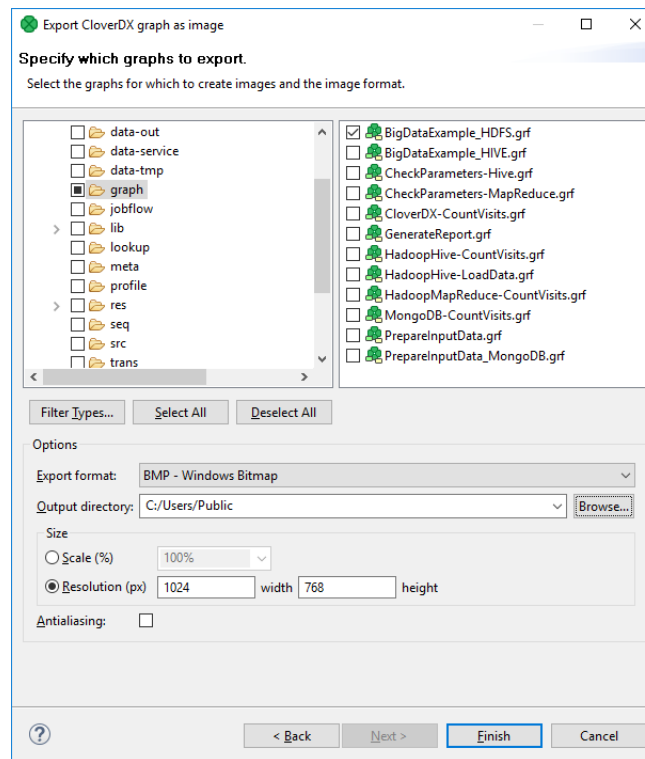 Export CloverDX graph as image
Specify which graphs to export.
Select the graphs for which to create images and the image format.
data-out
data-service
data-tmp
graph
jobflow
lib
lookup
meta
profile
res
seq
src
trans
BigDataExample_HDFS.grf
BigDataExample_HIVE.grf
CheckParameters-Hive.grf
CheckParameters-MapReduce.grf
CloverDX-CountVisits.grf
GenerateReport.grf
HadoopHive-CountVisits.grf
HadoopHive-LoadData.grf
HadoopMapReduce-CountVisits.grf
MongoDB-CountVisits.grf
PrepareInputData.grf
PrepareInputData_MongoDB.grf
Filter Types... Select All Deselect All
Options
Export format: BMP - Windows Bitmap
Output directory: C:/Users/Public Browse...
Size
Scale (%) 100%
Resolution (px) 1024 width 768 height
Antialiasing:
? < Back Next > Finish Cancel